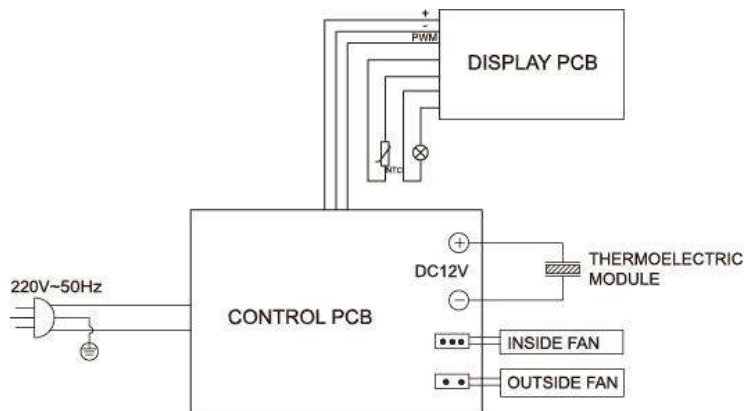 +
-
PWM
DISPLAY PCB
NTC
220V~50Hz
CONTROL PCB
+
DC12V
−
THERMOELECTRIC
MODULE
INSIDE FAN
OUTSIDE FAN